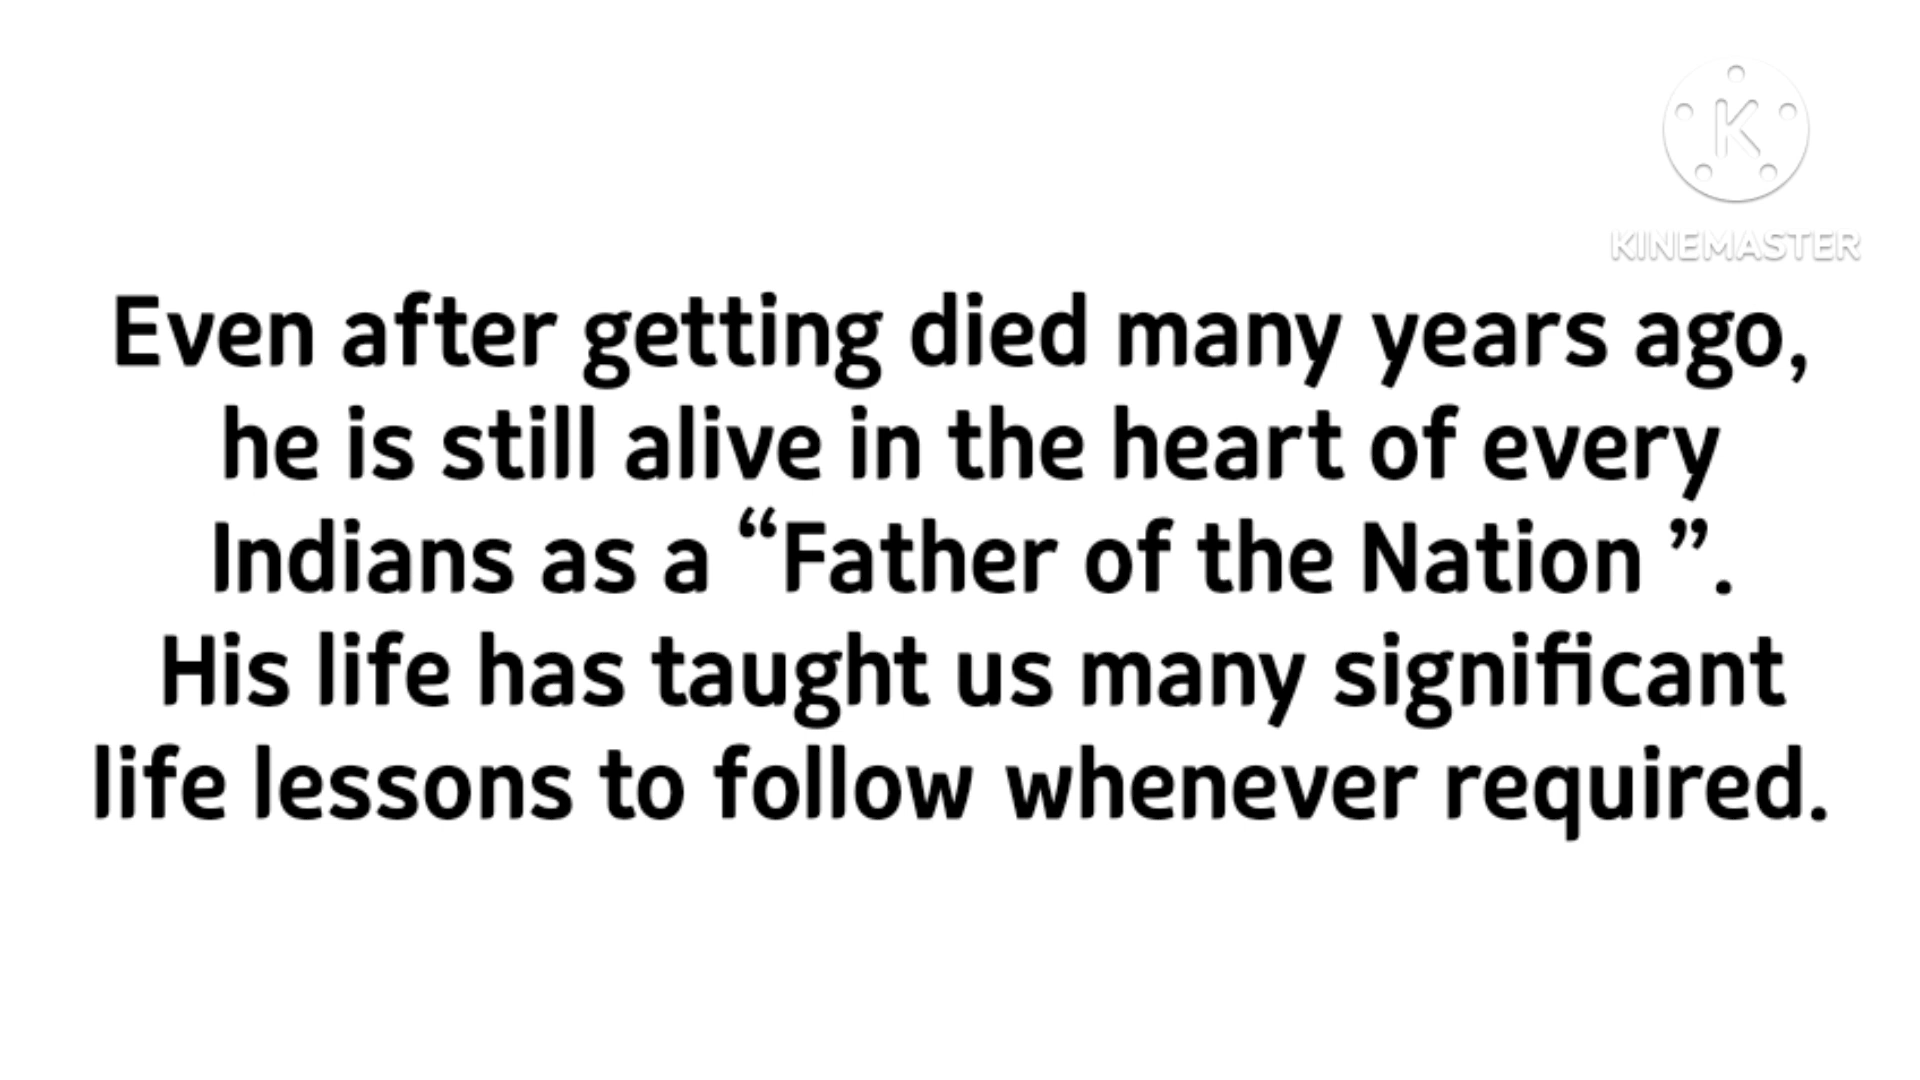 K
KINEMASTER
Even after getting died many years ago,
he is still alive in the heart of every
Indians as a “Father of the Nation ”.
His life has taught us many significant
life lessons to follow whenever required.